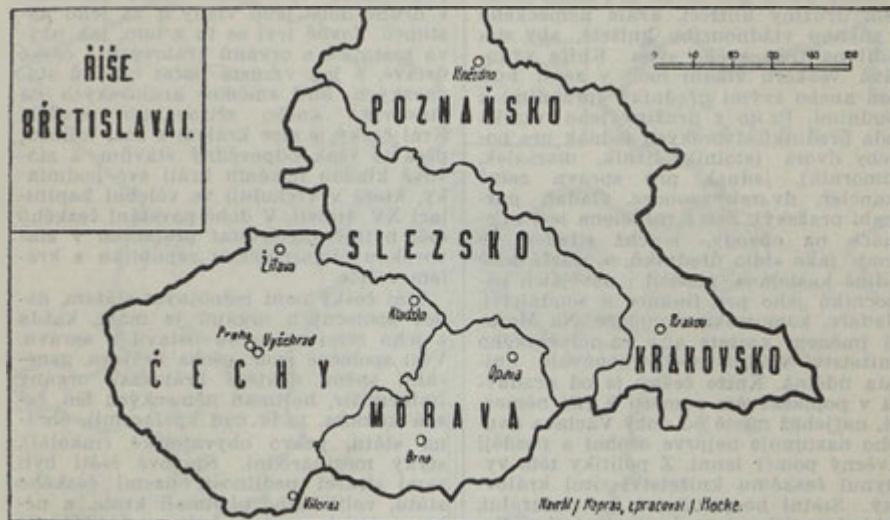 ŘÍŠE
BŘETISLAVA I.
Hnězdno
POZNAŇSKO
SLEZSKO
Žitava
Kladsko
Praha
Vyšehrad
ČECHY
Opava
Krakov
KRAKOVSKO
MORAVA
Brno
Vitoraz
Navrhl J. Kapras, zpracoval J. Hocke.